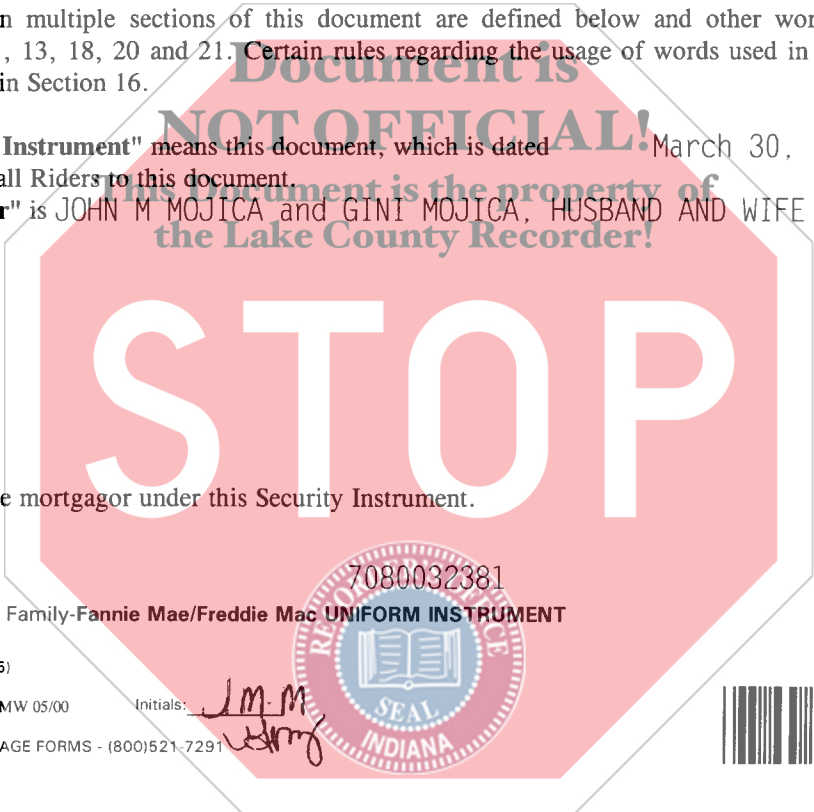 n multiple sections of this document are defined below and other wor
, 13, 18, 20 and 21. Certain rules regarding the usage of words used in
in Section 16.
Document is
NOT OFFICIAL!
This Document is the property of
the Lake County Recorder!
Instrument" means this document, which is dated March 30,
all Riders to this document.
r" is JOHN M MOJICA and GINI MOJICA, HUSBAND AND WIFE
STOP
e mortgagor under this Security Instrument.
7080032381
Family-Fannie Mae/Freddie Mac UNIFORM INSTRUMENT
MW 05/00 Initials: J M. M
AGE FORMS - (800)521-7291
SEAL
INDIANA